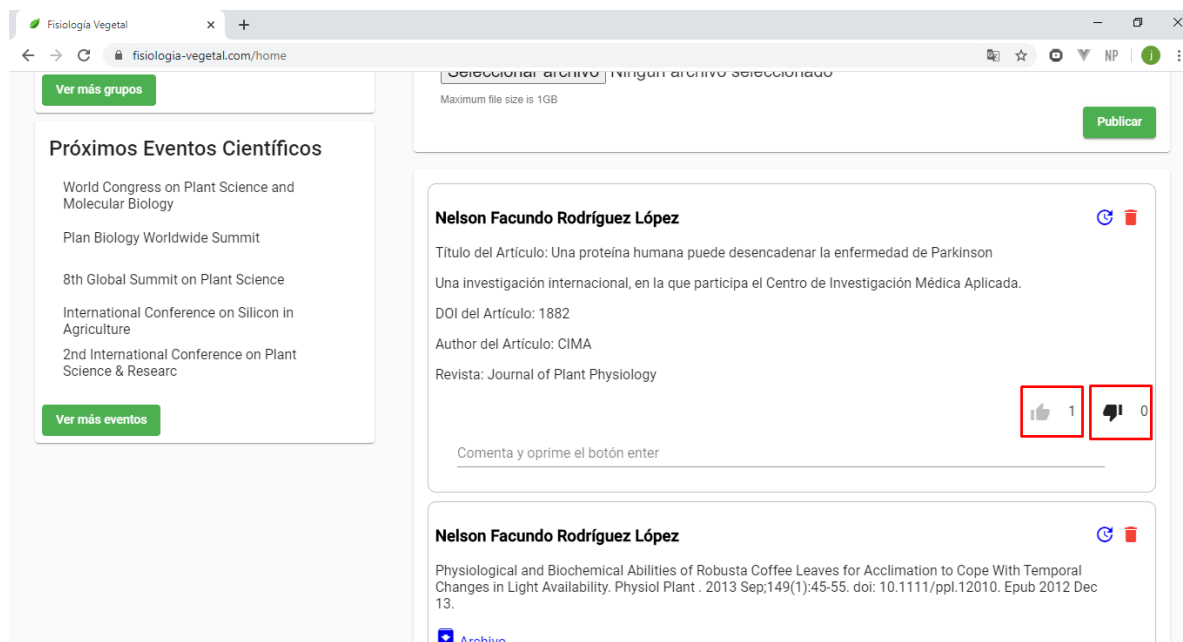 Fisiología Vegetal
fisiologia-vegetal.com/home
NP
j
Ver más grupos
Próximos Eventos Científicos
World Congress on Plant Science and
Molecular Biology
Plan Biology Worldwide Summit
8th Global Summit on Plant Science
International Conference on Silicon in
Agriculture
2nd International Conference on Plant
Science & Researc
Ver más eventos
Seleccionar archivo Ningún archivo seleccionado
Maximum file size is 1GB
Publicar
Nelson Facundo Rodríguez López
Título del Artículo: Una proteína humana puede desencadenar la enfermedad de Parkinson
Una investigación internacional, en la que participa el Centro de Investigación Médica Aplicada.
DOI del Artículo: 1882
Author del Artículo: CIMA
Revista: Journal of Plant Physiology
1 0
Comenta y oprime el botón enter
Nelson Facundo Rodríguez López
Physiological and Biochemical Abilities of Robusta Coffee Leaves for Acclimation to Cope With Temporal
Changes in Light Availability. Physiol Plant . 2013 Sep;149(1):45-55. doi: 10.1111/ppl.12010. Epub 2012 Dec
13.
Archivo